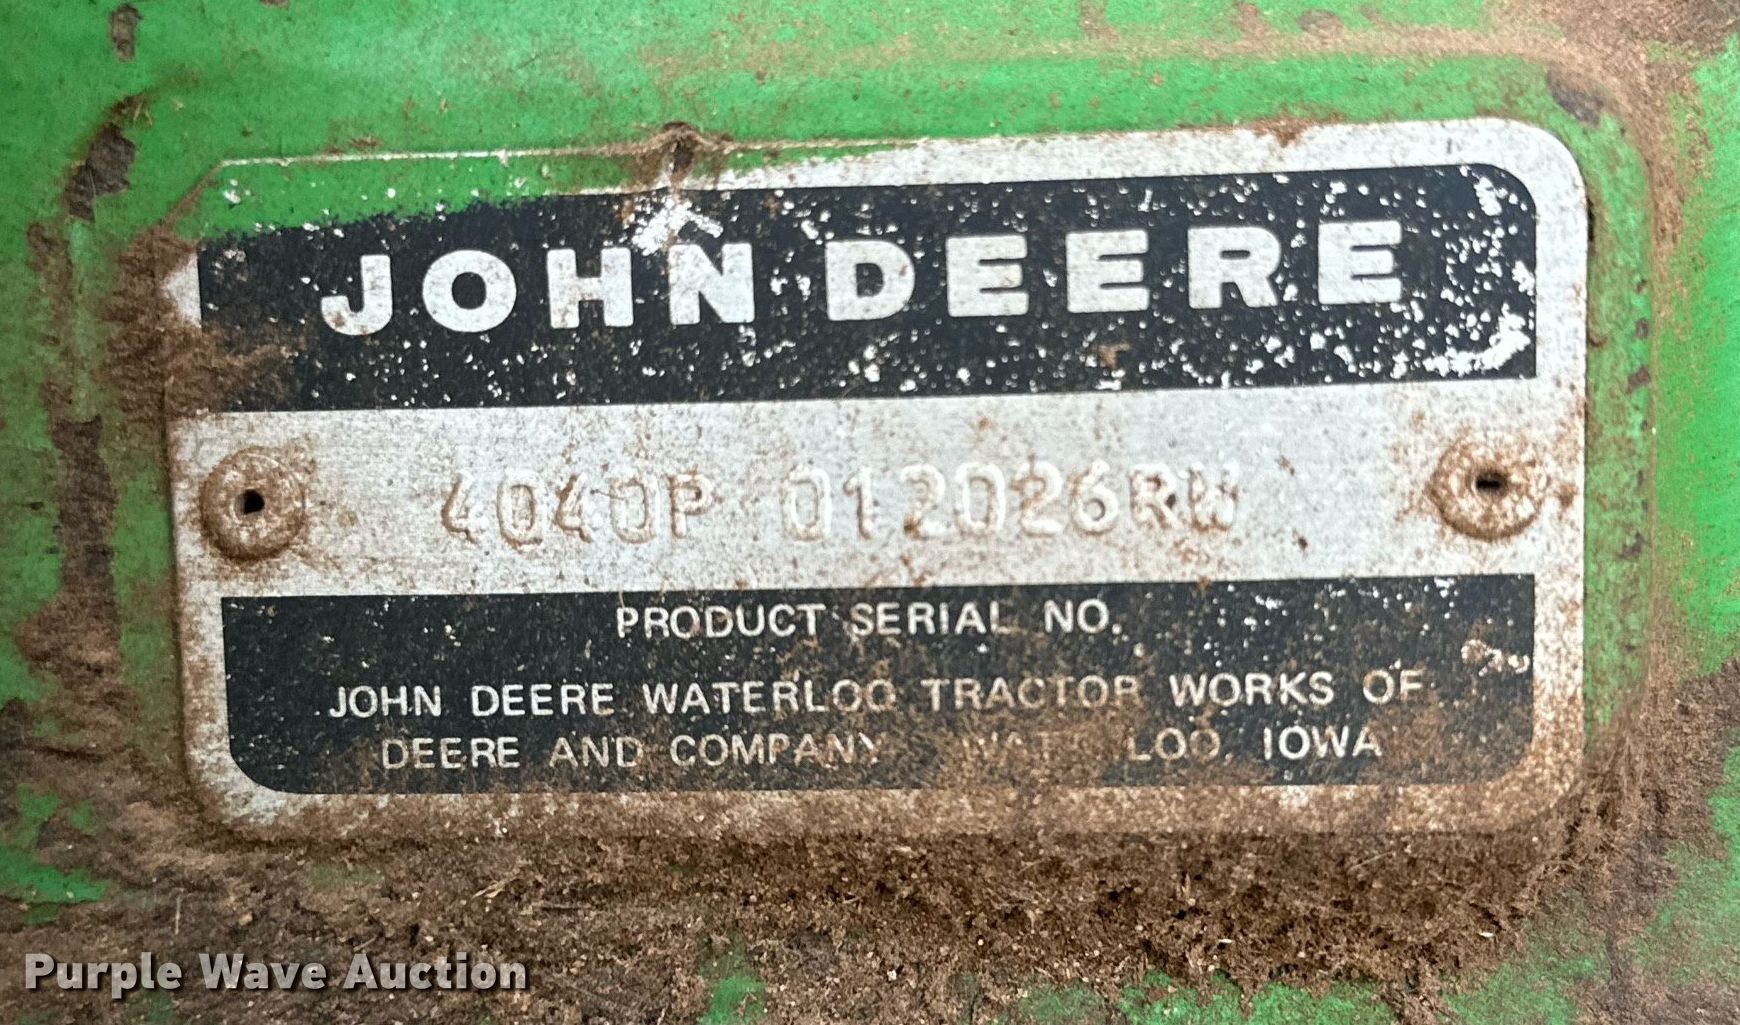 JOHN DEERE
4040P 012026RW
PRODUCT SERIAL NO.
JOHN DEERE WATERLOO TRACTOR WORKS OF
DEERE AND COMPANY WATERLOO, IOWA
Purple Wave Auction